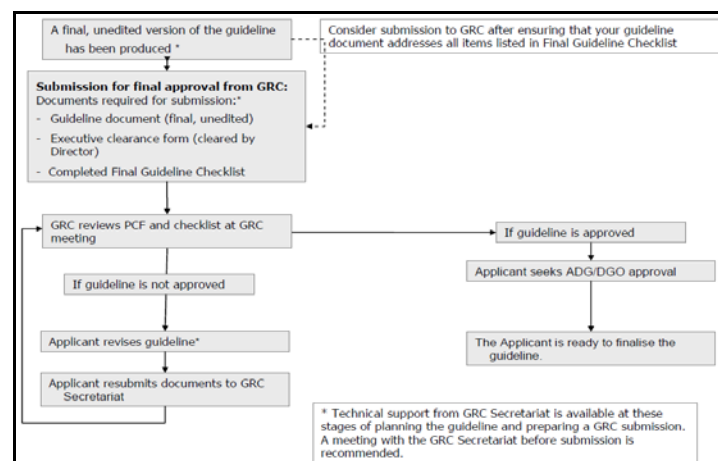 A final, unedited version of the guideline
has been produced *
Consider submission to GRC after ensuring that your guideline
document addresses all items listed in Final Guideline Checklist
Submission for final approval from GRC:
Documents required for submission:*
- Guideline document (final, unedited)
- Executive clearance form (cleared by
Director)
- Completed Final Guideline Checklist
GRC reviews PCF and checklist at GRC
meeting
If guideline is approved
If guideline is not approved
Applicant seeks ADG/DGO approval
Applicant revises guideline*
The Applicant is ready to finalise the
guideline.
Applicant resubmits documents to GRC
Secretariat
* Technical support from GRC Secretariat is available at these
stages of planning the guideline and preparing a GRC submission.
A meeting with the GRC Secretariat before submission is
recommended.